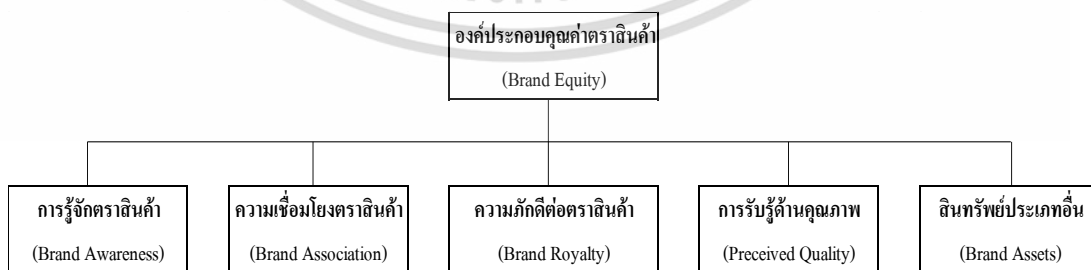 องค์ประกอบคุณค่าตราสินค้า
(Brand Equity)
การรู้จักตราสินค้า
(Brand Awareness)
ความเชื่อมโยงตราสินค้า
(Brand Association)
ความภักดีต่อตราสินค้า
(Brand Royalty)
การรับรู้ด้านคุณภาพ
(Preceived Quality)
สินทรัพย์ประเภทอื่น
(Brand Assets)